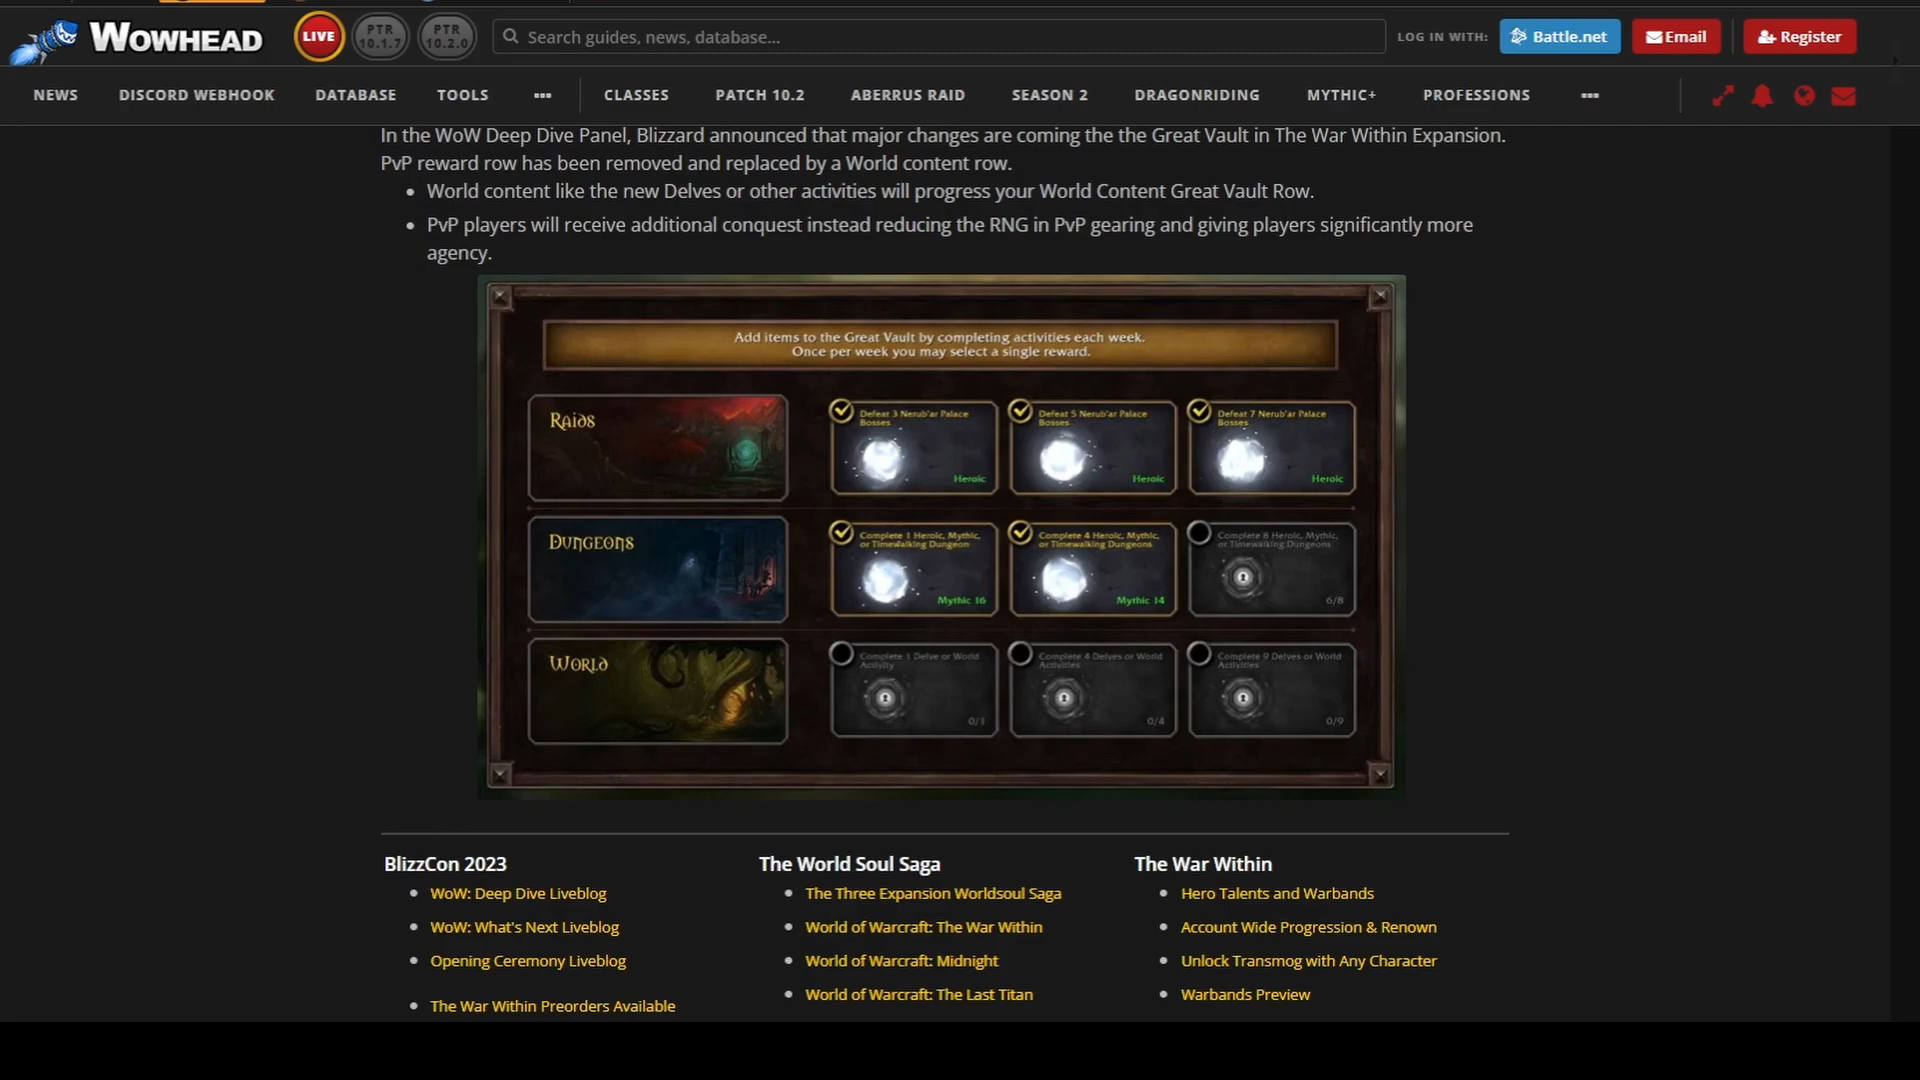 WOWHEAD
LIVE
PTR
10.1.7
PTR
10.2.0
Search guides, news, database...
LOG IN WITH:
Battle.net
Email
Register
NEWS DISCORD WEBHOOK DATABASE TOOLS ... CLASSES PATCH 10.2 ABERRUS RAID SEASON 2 DRAGONRIDING MYTHIC+ PROFESSIONS ...
In the WoW Deep Dive Panel, Blizzard announced that major changes are coming the the Great Vault in The War Within Expansion.
PvP reward row has been removed and replaced by a World content row.
World content like the new Delves or other activities will progress your World Content Great Vault Row.
PvP players will receive additional conquest instead reducing the RNG in PvP gearing and giving players significantly more
agency.
Add items to the Great Vault by completing activities each week.
Once per week you may select a single reward.
Raids
Defeat 3 Nerub'ar Palace
Bosses
Heroic
Defeat 5 Nerub'ar Palace
Bosses
Heroic
Defeat 7 Nerub'ar Palace
Bosses
Heroic
Dungeons
Complete 1 Heroic, Mythic,
or Timewalking Dungeon
Mythic 16
Complete 4 Heroic, Mythic,
or Timewalking Dungeons
Mythic 14
Complete 8 Heroic, Mythic,
or Timewalking Dungeons
6/8
World
Complete 1 Delve or World
Activity
0/1
Complete 4 Delves or World
Activities
0/4
Complete 9 Delves or World
Activities
0/9
BlizzCon 2023
WoW: Deep Dive Liveblog
WoW: What's Next Liveblog
Opening Ceremony Liveblog
The War Within Preorders Available
The World Soul Saga
The Three Expansion Worldsoul Saga
World of Warcraft: The War Within
World of Warcraft: Midnight
World of Warcraft: The Last Titan
The War Within
Hero Talents and Warbands
Account Wide Progression & Renown
Unlock Transmog with Any Character
Warbands Preview